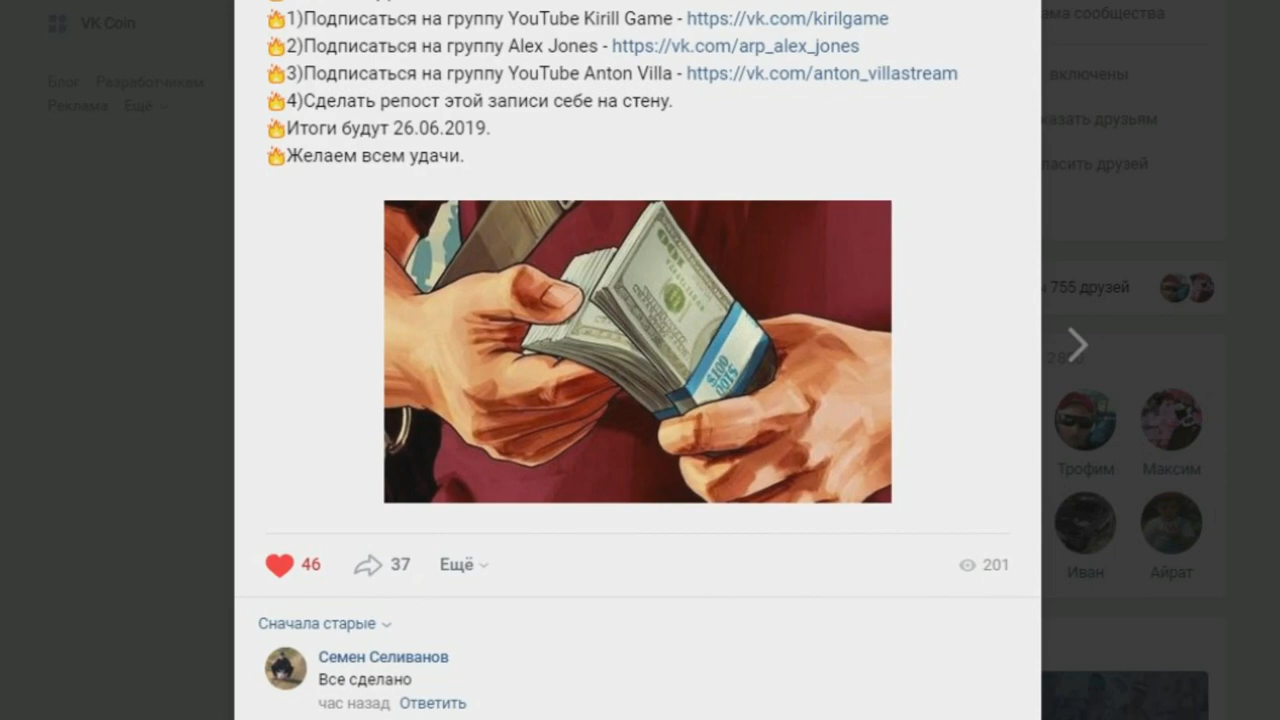 VK Coin
Блог Разработчикам
Реклама Ещё
🔥1)Подписаться на группу YouTube Kirill Game - https://vk.com/kirilgame
🔥2)Подписаться на группу Alex Jones - https://vk.com/arp_alex_jones
🔥3)Подписаться на группу YouTube Anton Villa - https://vk.com/anton_villastream
🔥4)Сделать репост этой записи себе на стену.
🔥Итоги будут 26.06.2019.
🔥Желаем всем удачи.
100
$100
46 37 Ещё 201
Сначала старые
Семен Селиванов
Все сделано
час назад Ответить
сообщества
включены
друзьям
друзей
755 друзей
Трофим Максим
Иван Айрат